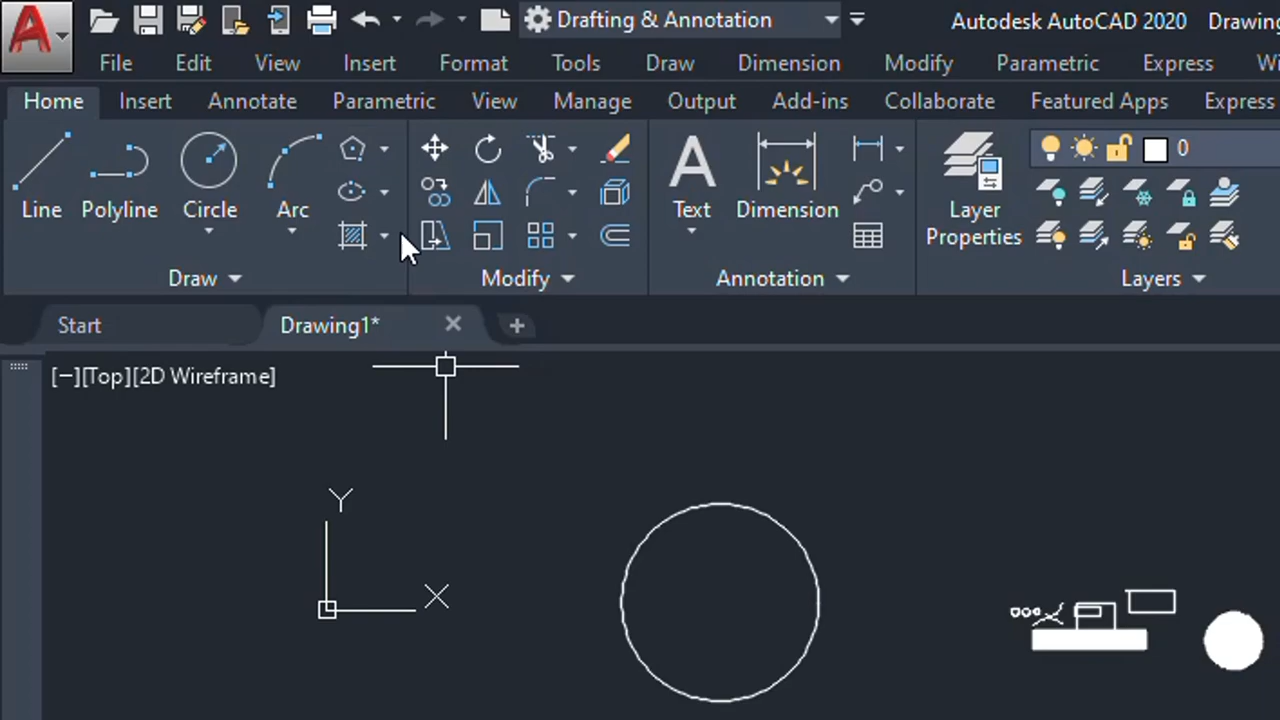 Drafting & Annotation Autodesk AutoCAD 2020 Drawing
File Edit View Insert Format Tools Draw Dimension Modify Parametric Express Wi
Home Insert Annotate Parametric View Manage Output Add-ins Collaborate Featured Apps Express
Line Polyline Circle Arc
Text Dimension
Layer
Properties
0
Draw Modify Annotation Layers
Start Drawing1*
[−][Top][2D Wireframe]
Y
X